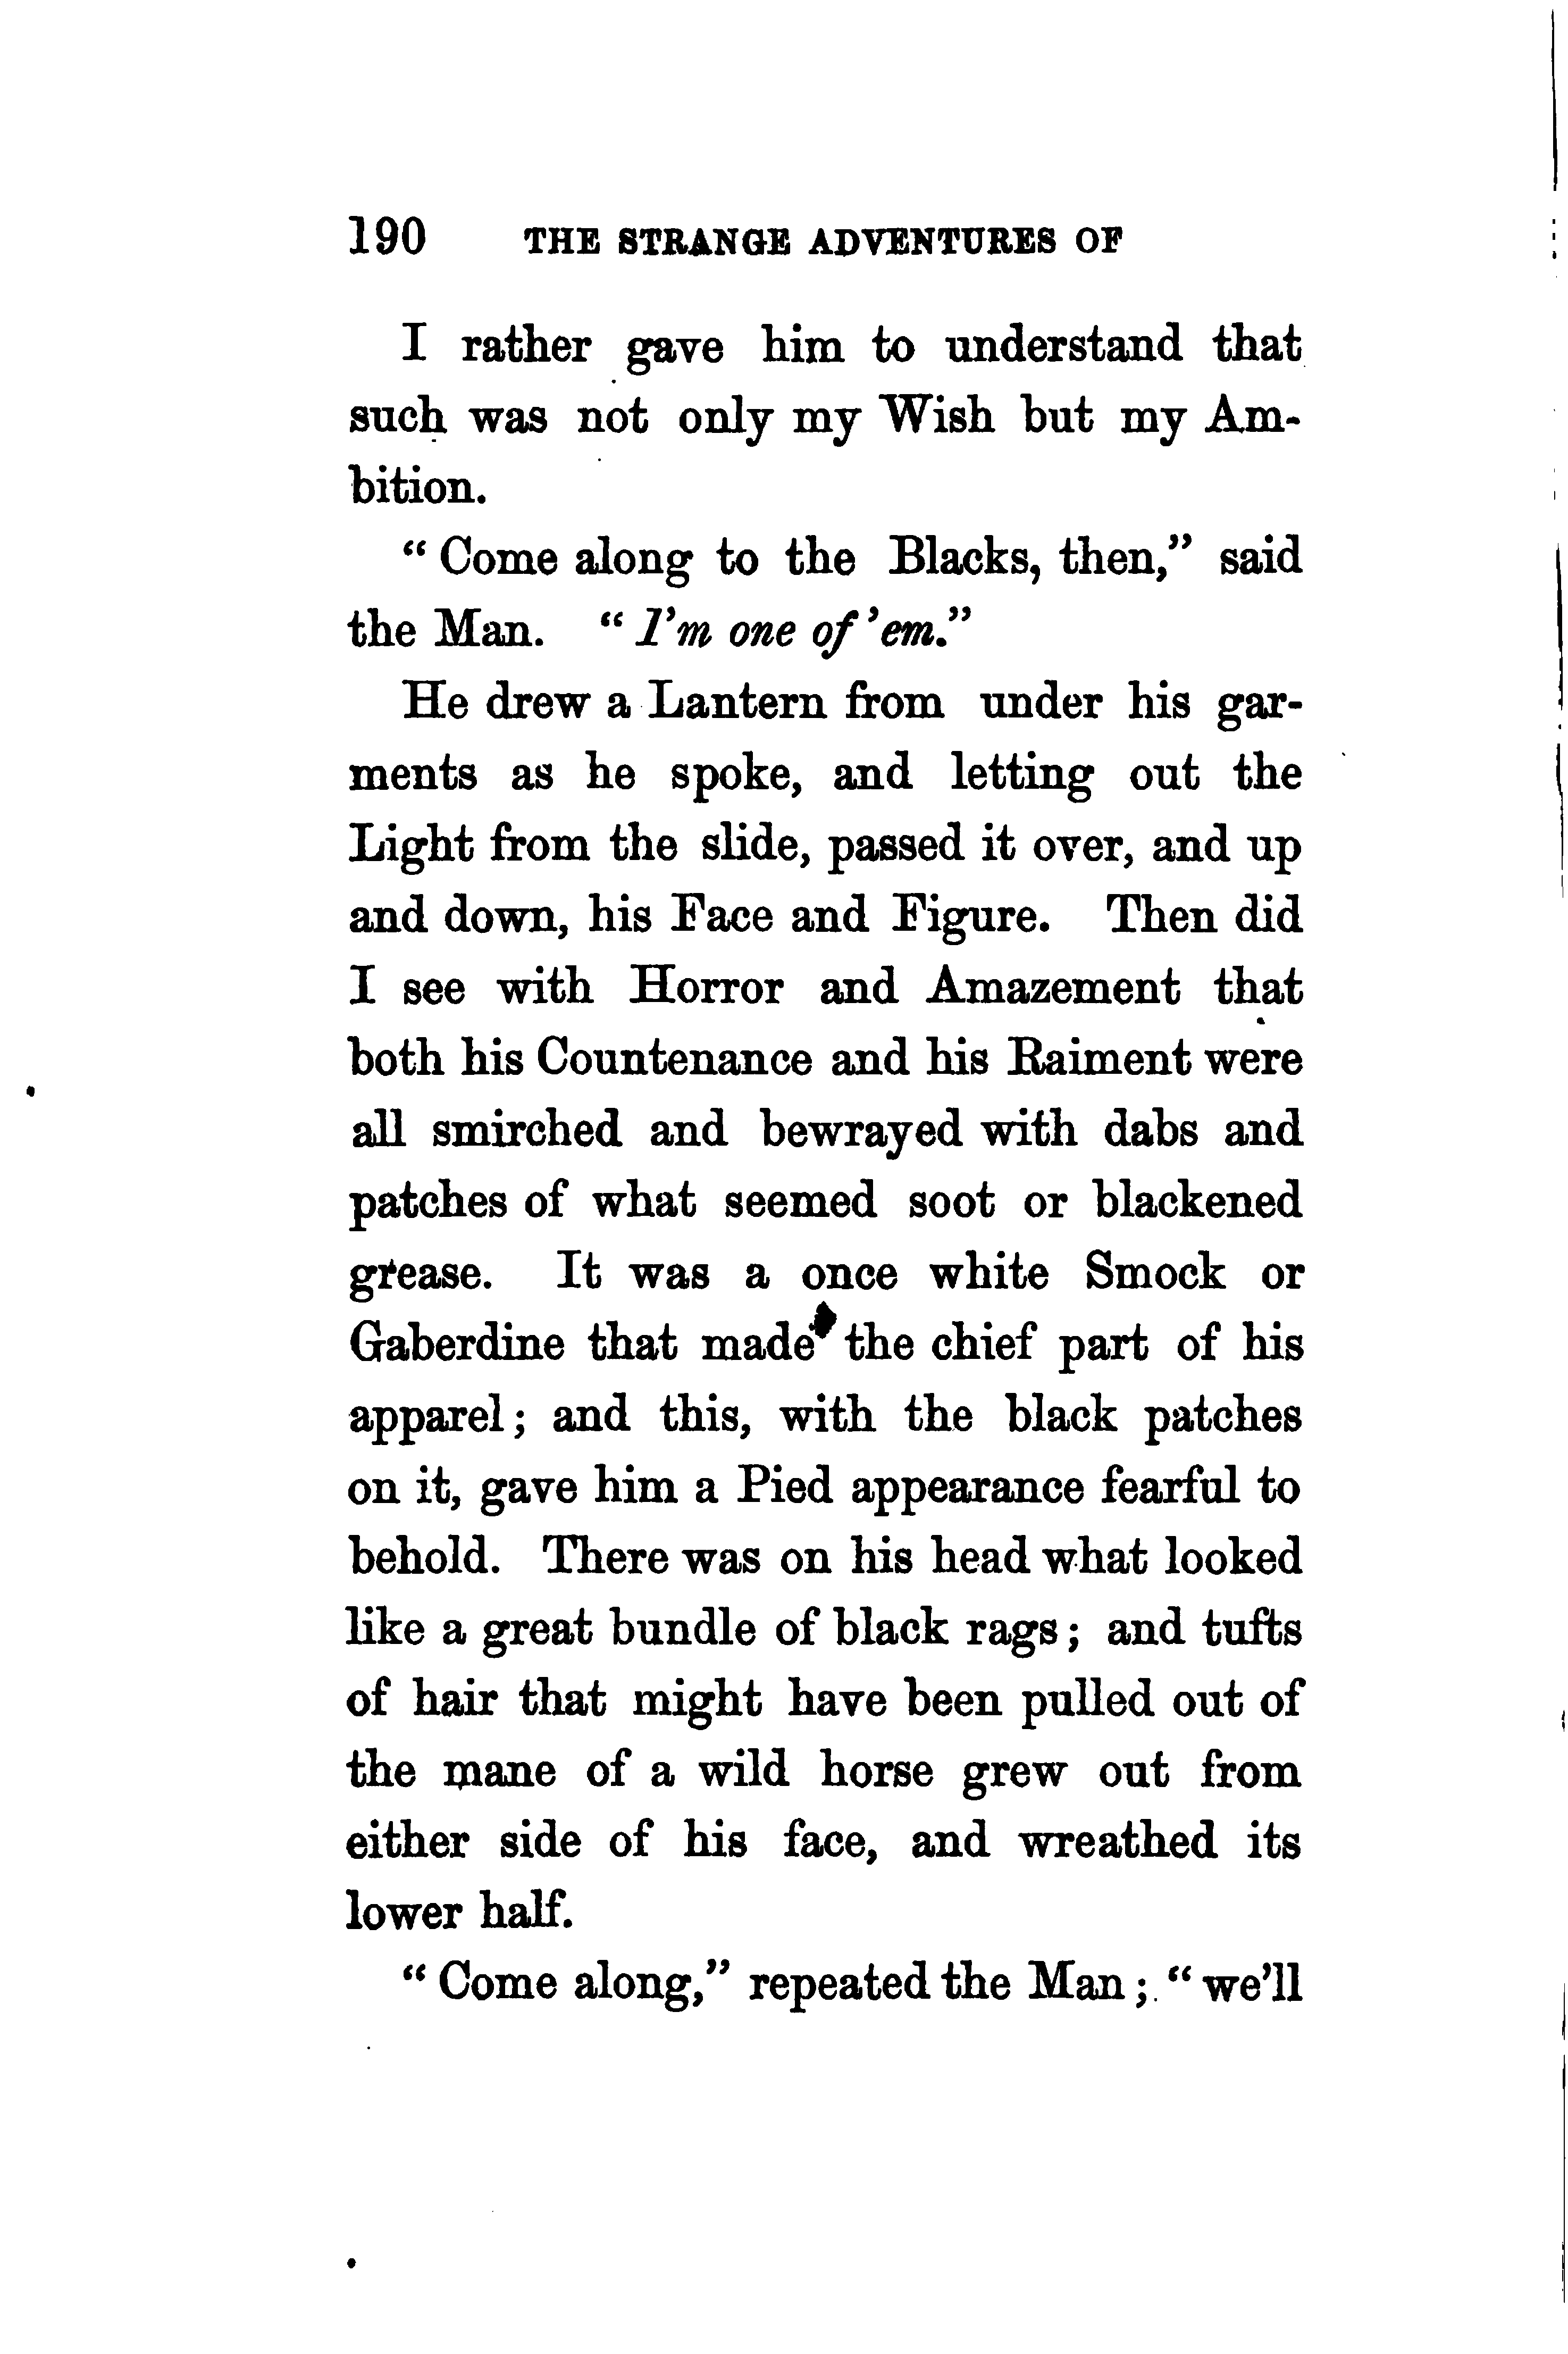 190 THE STRANGE ADVENTURES OF
I rather gave him to understand that
such was not only my Wish but my Am-
bition.
“ Come along to the Blacks, then,” said
the Man. “ I’m one of ’em.”
He drew a Lantern from under his gar-
ments as he spoke, and letting out the
Light from the slide, passed it over, and up
and down, his Face and Figure. Then did
I see with Horror and Amazement that
both his Countenance and his Raiment were
all smirched and bewrayed with dabs and
patches of what seemed soot or blackened
grease. It was a once white Smock or
Gaberdine that made the chief part of his
apparel ; and this, with the black patches
on it, gave him a Pied appearance fearful to
behold. There was on his head what looked
like a great bundle of black rags ; and tufts
of hair that might have been pulled out of
the mane of a wild horse grew out from
either side of his face, and wreathed its
lower half.
“ Come along,” repeated the Man ; “ we’ll